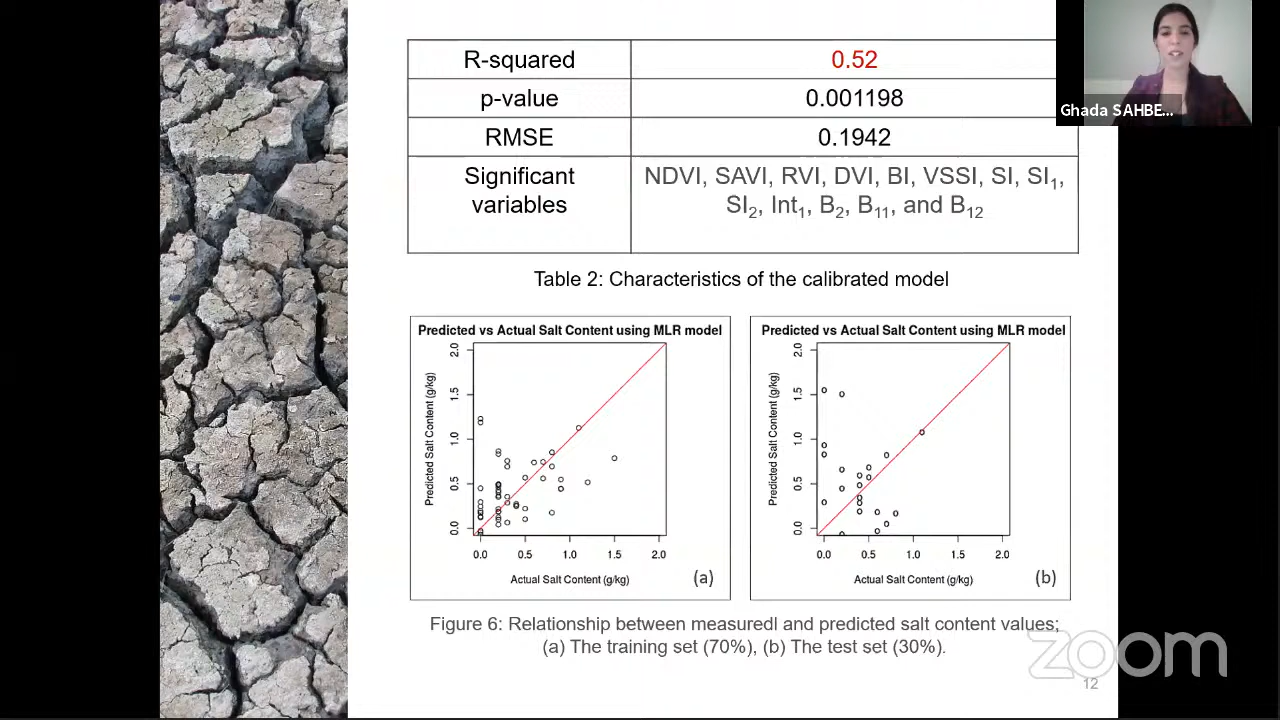 R-squared
0.52
p-value
0.001198
RMSE
0.1942
Significant
variables
NDVI, SAVI, RVI, DVI, BI, VSSI, SI, SI1,
SI2, Int1, B2, B11, and B12
Table 2: Characteristics of the calibrated model
Predicted vs Actual Salt Content using MLR model
Predicted Salt Content (g/kg)
2.0
1.5
1.0
0.5
0.0
0.0 0.5 1.0 1.5 2.0
Actual Salt Content (g/kg)
(a)
Predicted vs Actual Salt Content using MLR model
Predicted Salt Content (g/kg)
2.0
1.5
1.0
0.5
0.0
0.0 0.5 1.0 1.5 2.0
Actual Salt Content (g/kg)
(b)
Figure 6: Relationship between measuredl and predicted salt content values;
(a) The training set (70%), (b) The test set (30%).
12
zoom
Ghada SAHBE...